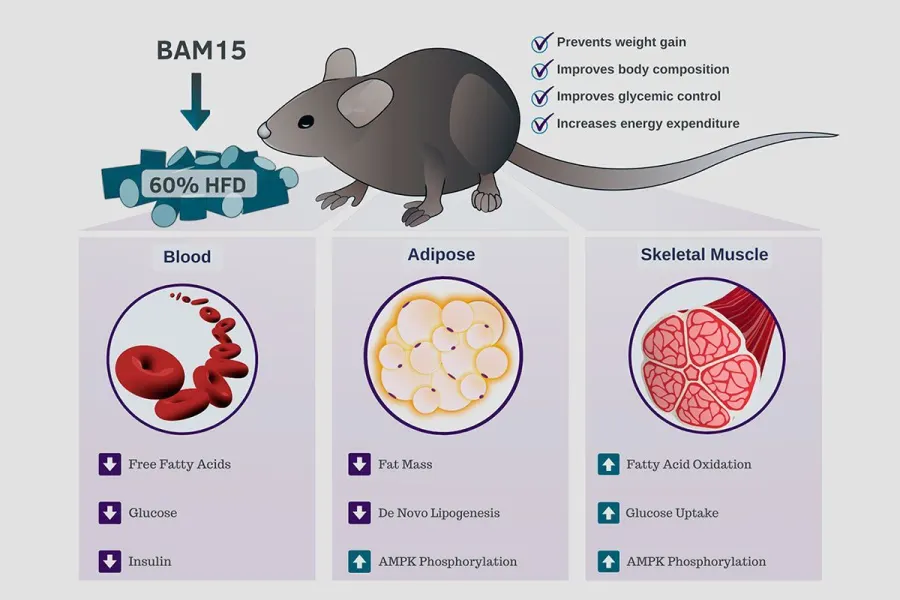 BAM15
60% HFD
Prevents weight gain
Improves body composition
Improves glycemic control
Increases energy expenditure
Blood
Free Fatty Acids
Glucose
Insulin
Adipose
Fat Mass
De Novo Lipogenesis
AMPK Phosphorylation
Skeletal Muscle
Fatty Acid Oxidation
Glucose Uptake
AMPK Phosphorylation